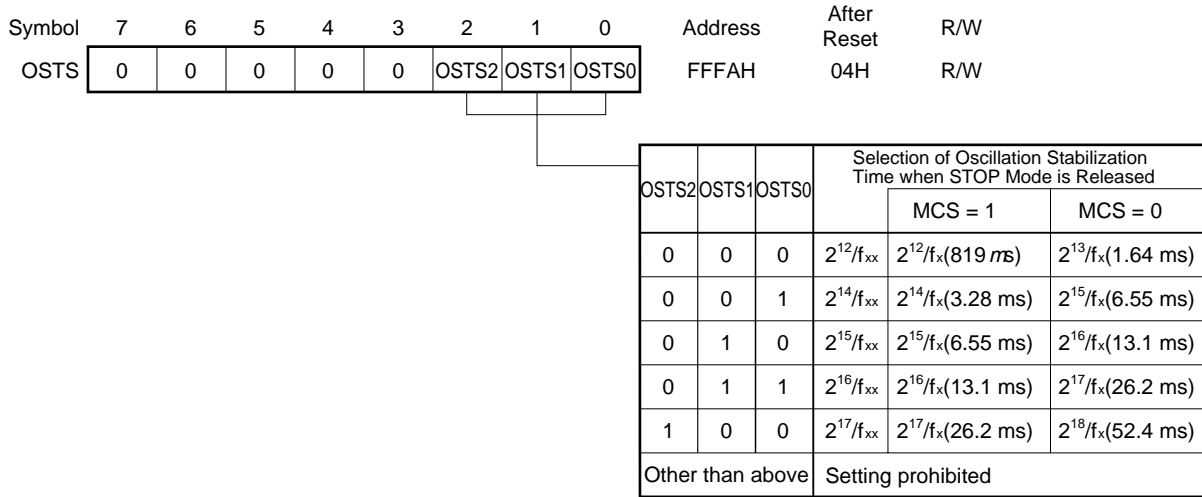 Symbol 7 6 5 4 3 2 1 0 Address After Reset R/W
OSTS 0 0 0 0 0 OSTS2 OSTS1 OSTS0 FFFAH 04H R/W
OSTS2 OSTS1 OSTS0 Selection of Oscillation Stabilization
Time when STOP Mode is Released
MCS = 1 MCS = 0
0 0 0 2^12/fxx 2^12/fx(819 ms) 2^13/fx(1.64 ms)
0 0 1 2^14/fxx 2^14/fx(3.28 ms) 2^15/fx(6.55 ms)
0 1 0 2^15/fxx 2^15/fx(6.55 ms) 2^16/fx(13.1 ms)
0 1 1 2^16/fxx 2^16/fx(13.1 ms) 2^17/fx(26.2 ms)
1 0 0 2^17/fxx 2^17/fx(26.2 ms) 2^18/fx(52.4 ms)
Other than above Setting prohibited